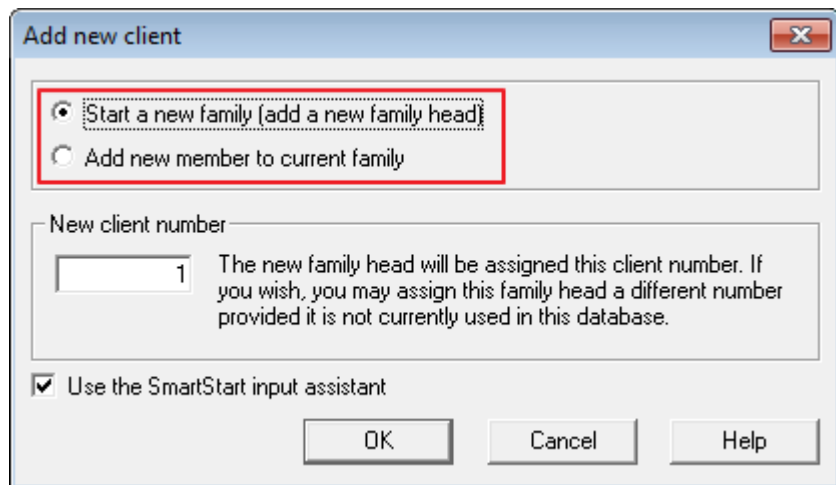 Add new client
Start a new family (add a new family head)
Add new member to current family
New client number
1
The new family head will be assigned this client number. If
you wish, you may assign this family head a different number
provided it is not currently used in this database.
Use the SmartStart input assistant
OK
Cancel
Help